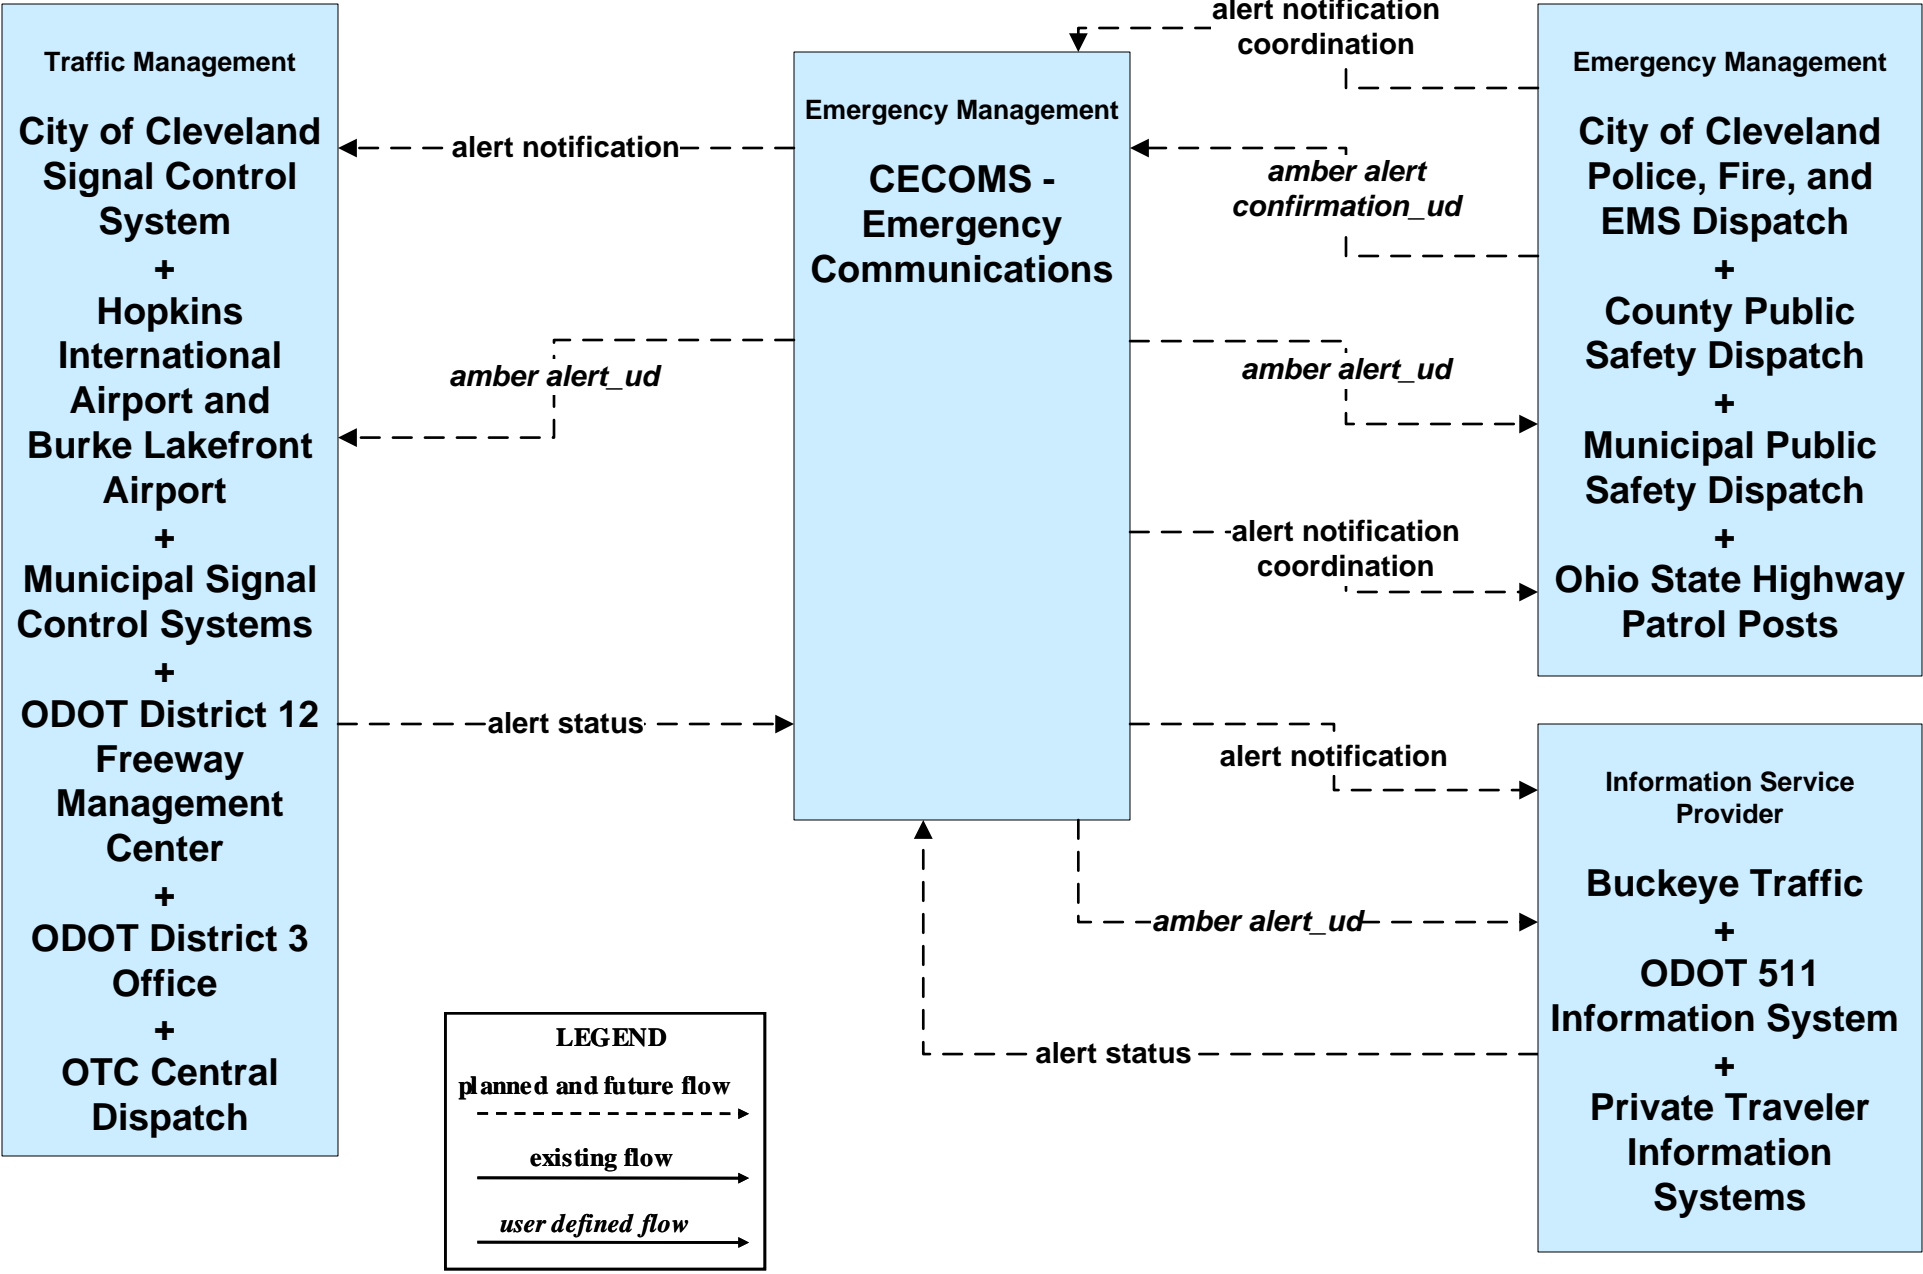 Traffic Management
City of Cleveland
Signal Control
System
+
Hopkins
International
Airport and
Burke Lakefront
Airport
+
Municipal Signal
Control Systems
+
ODOT District 12
Freeway
Management
Center
+
ODOT District 3
Office
+
OTC Central
Dispatch
alert notification
amber alert_ud
alert status
Emergency Management
CECOMS -
Emergency
Communications
alert notification
coordination
amber alert
confirmation_ud
amber alert_ud
alert notification
coordination
alert notification
amber alert_ud
alert status
Emergency Management
City of Cleveland
Police, Fire, and
EMS Dispatch
+
County Public
Safety Dispatch
+
Municipal Public
Safety Dispatch
+
Ohio State Highway
Patrol Posts
Information Service
Provider
Buckeye Traffic
+
ODOT 511
Information System
+
Private Traveler
Information
Systems
LEGEND
planned and future flow
existing flow
user defined flow